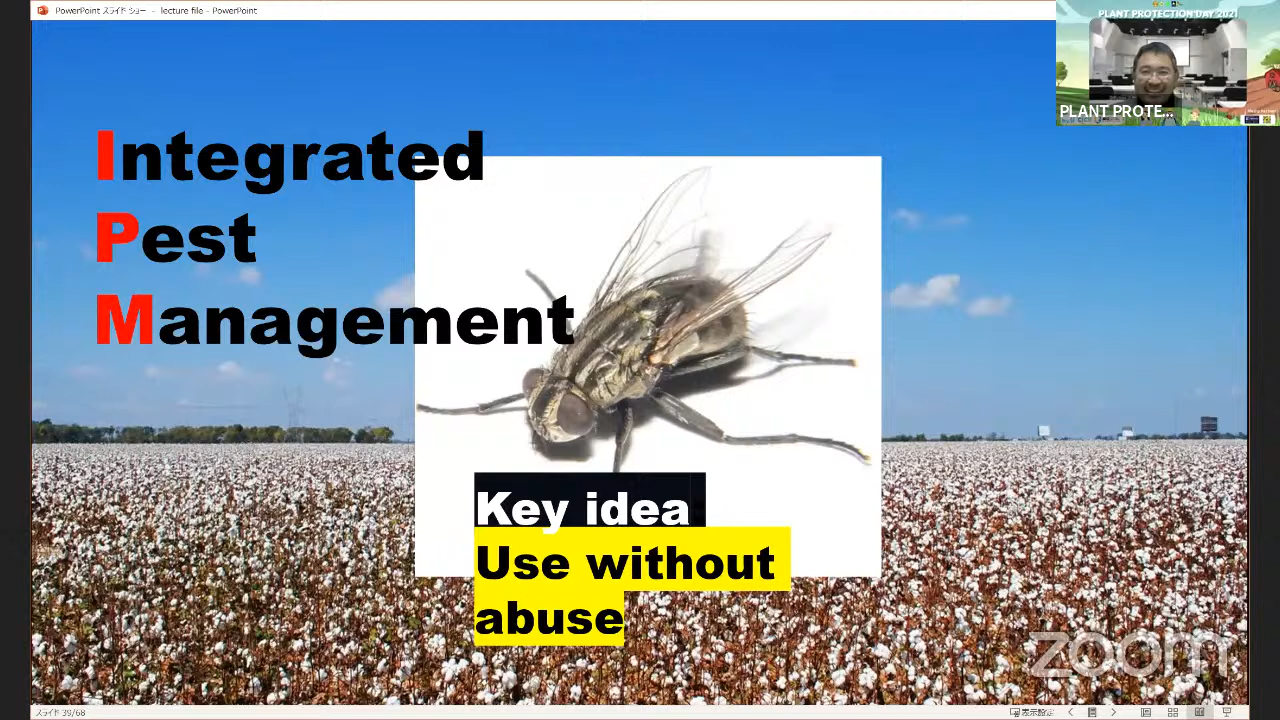 PowerPoint スライド ショー - lecture file - PowerPoint
PLANT PROTECTION DAY 2021
PLANT PROTE...
Integrated
Pest
Management
Key idea
Use without
abuse
zoom
スライド 39/68
表示設定